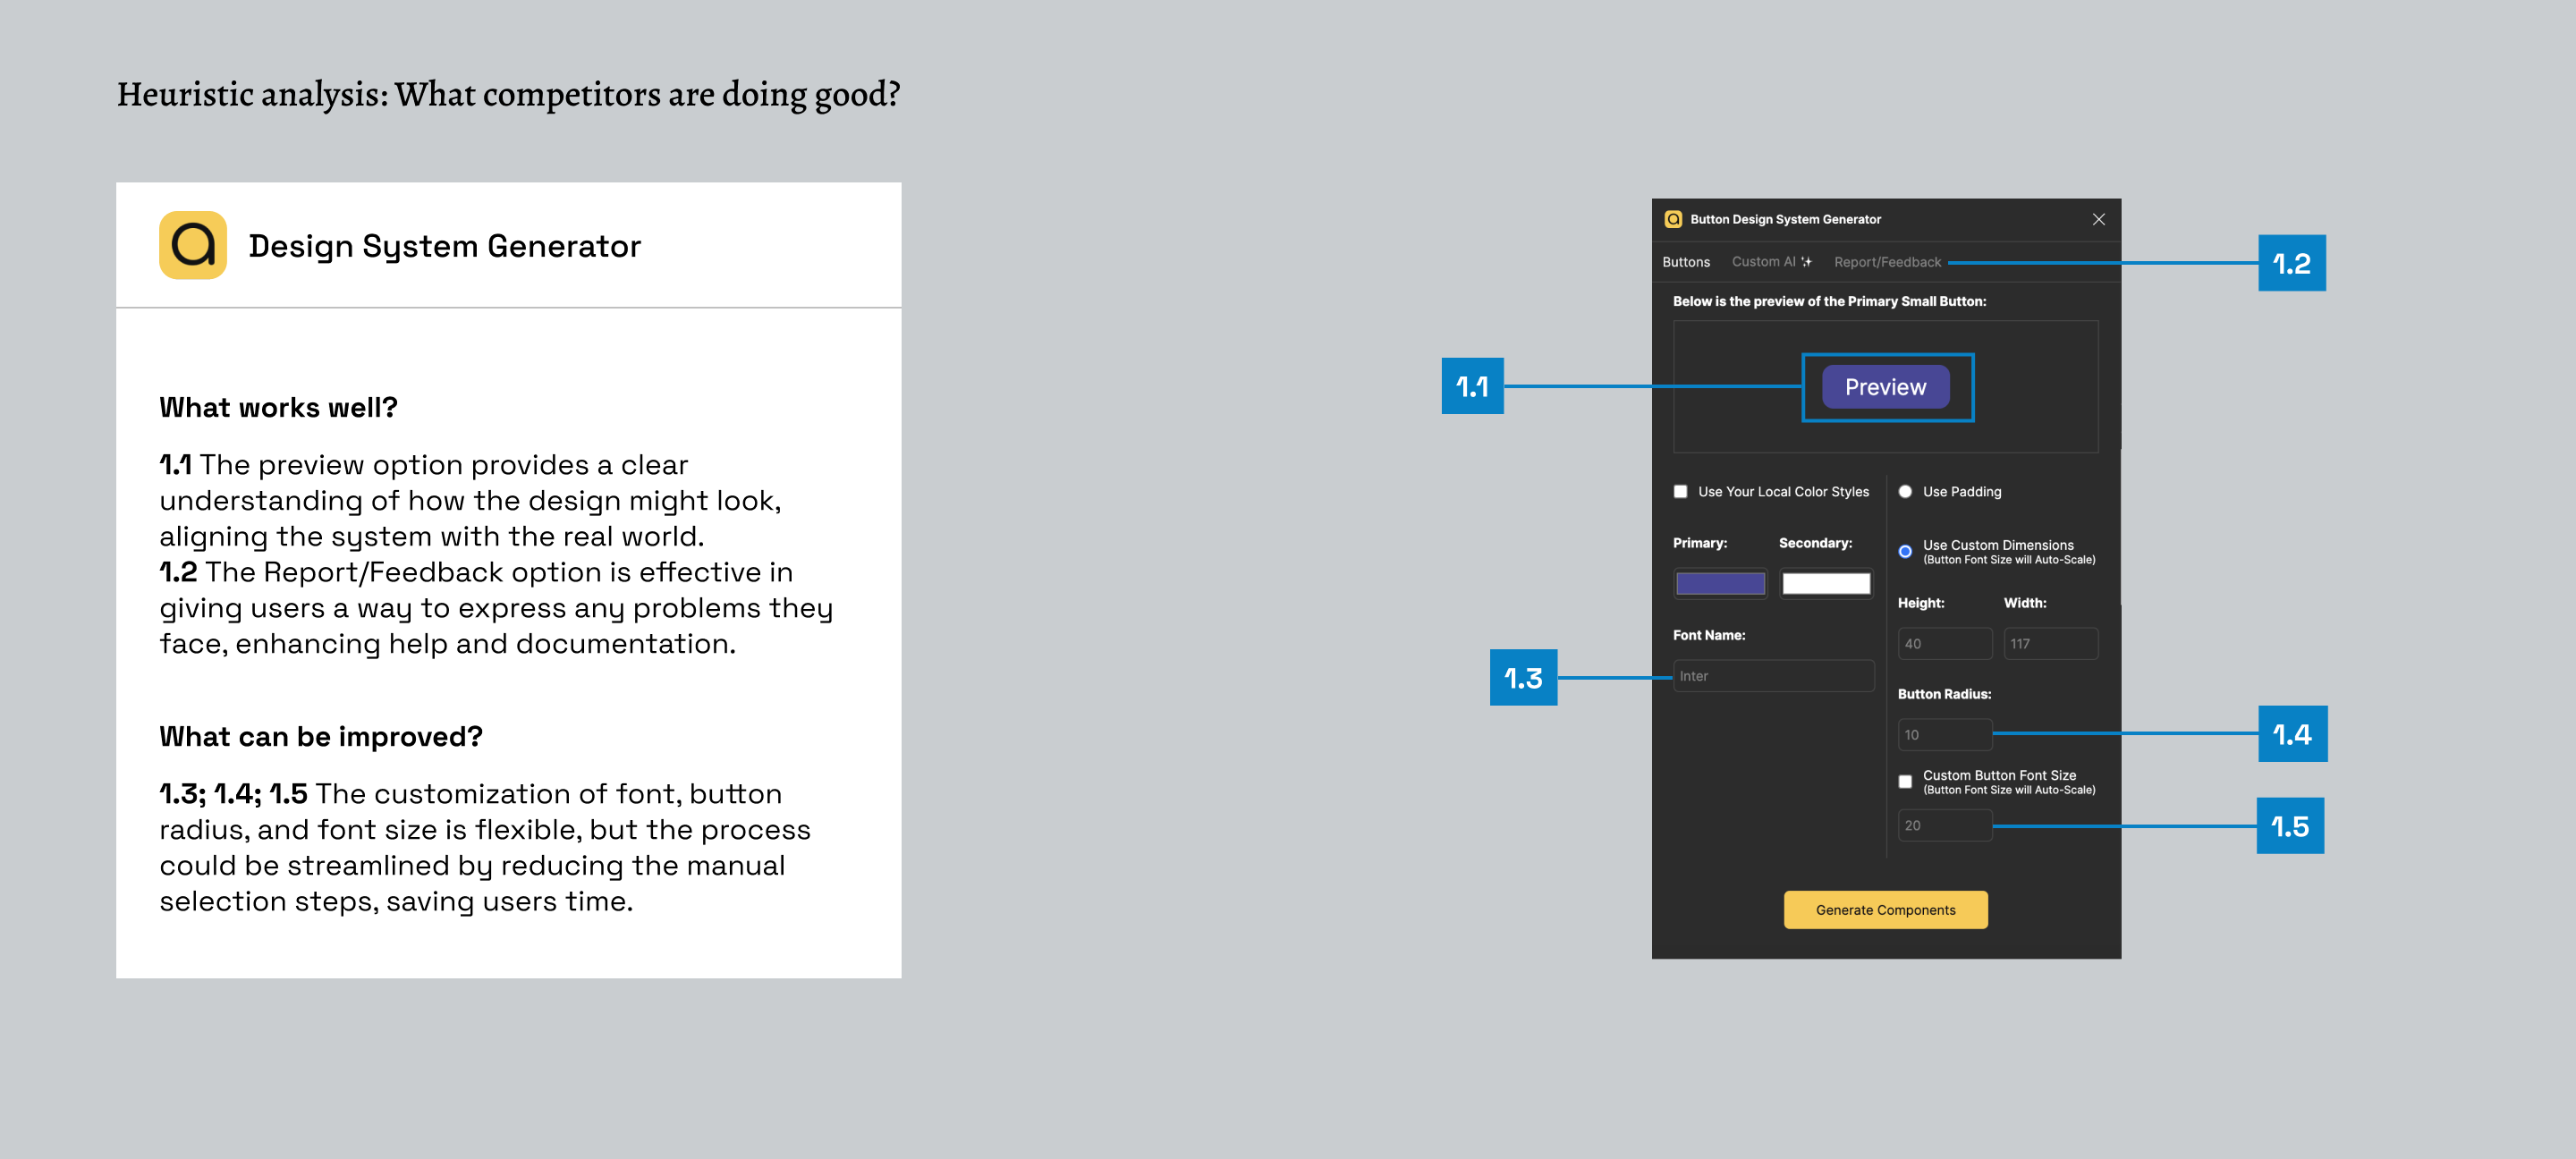 Heuristic analysis: What competitors are doing good?
Design System Generator
What works well?
1.1 The preview option provides a clear
understanding of how the design might look,
aligning the system with the real world.
1.2 The Report/Feedback option is effective in
giving users a way to express any problems they
face, enhancing help and documentation.
What can be improved?
1.3; 1.4; 1.5 The customization of font, button
radius, and font size is flexible, but the process
could be streamlined by reducing the manual
selection steps, saving users time.
Button Design System Generator
Buttons Custom AI Report/Feedback
1.2
Below is the preview of the Primary Small Button:
1.1
Preview
Use Your Local Color Styles
Primary: Secondary:
Font Name:
1.3
Inter
Use Padding
Use Custom Dimensions
(Button Font Size will Auto-Scale)
Height: Width:
40 117
Button Radius:
10
1.4
Custom Button Font Size
(Button Font Size will Auto-Scale)
20
1.5
Generate Components